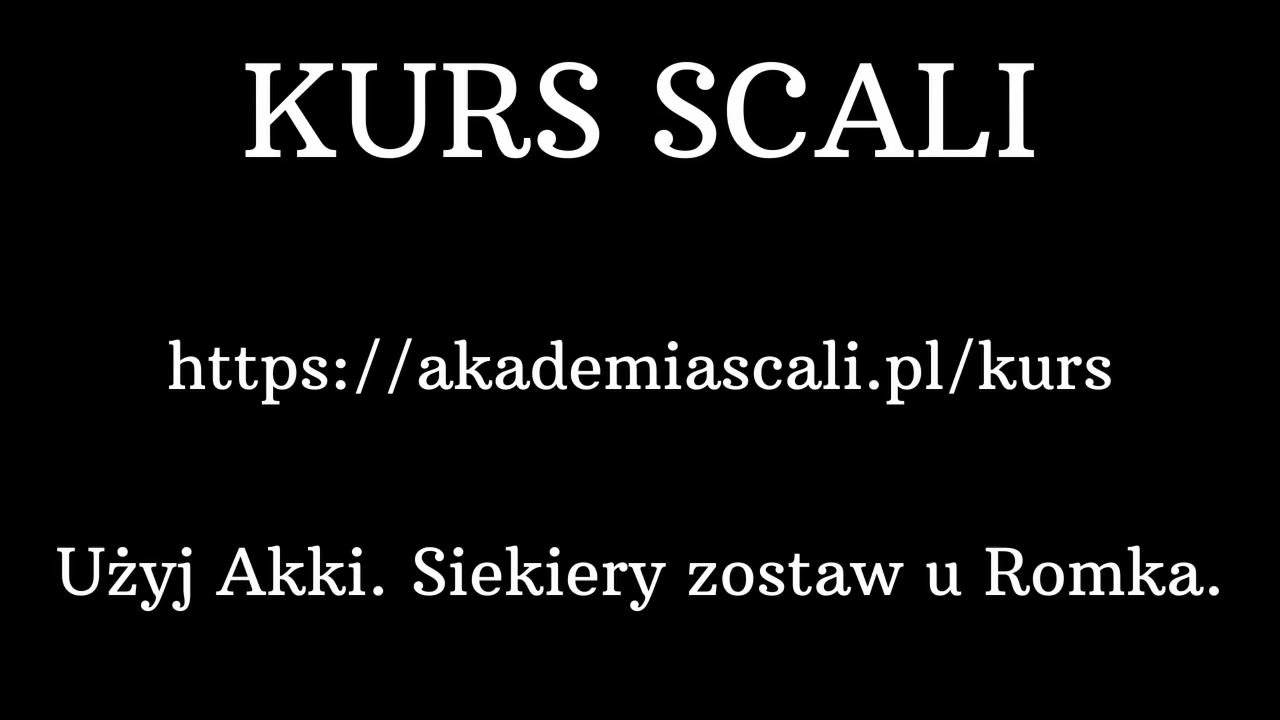 KURS SCALI
https://akademiascali.pl/kurs
Użyj Akki. Siekiery zostaw u Romka.